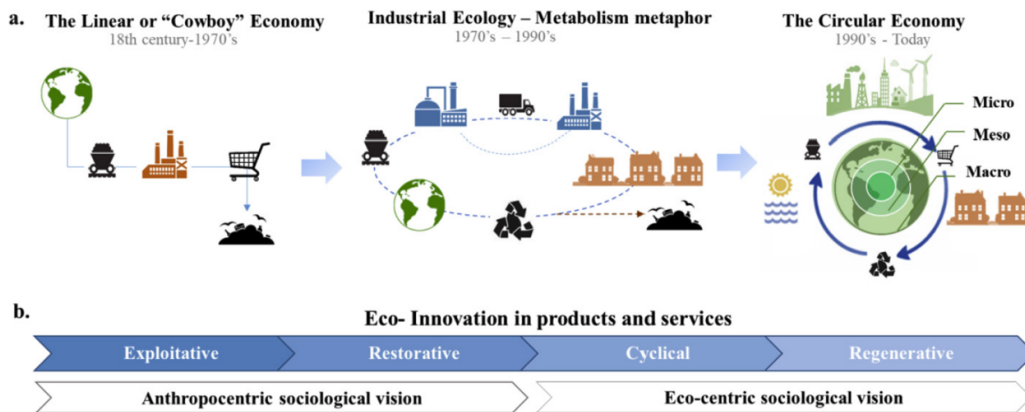 a.
The Linear or “Cowboy” Economy
18th century-1970’s
Industrial Ecology – Metabolism metaphor
1970’s – 1990’s
The Circular Economy
1990’s - Today
Micro
Meso
Macro
b.
Eco- Innovation in products and services
Exploitative
Restorative
Cyclical
Regenerative
Anthropocentric sociological vision
Eco-centric sociological vision